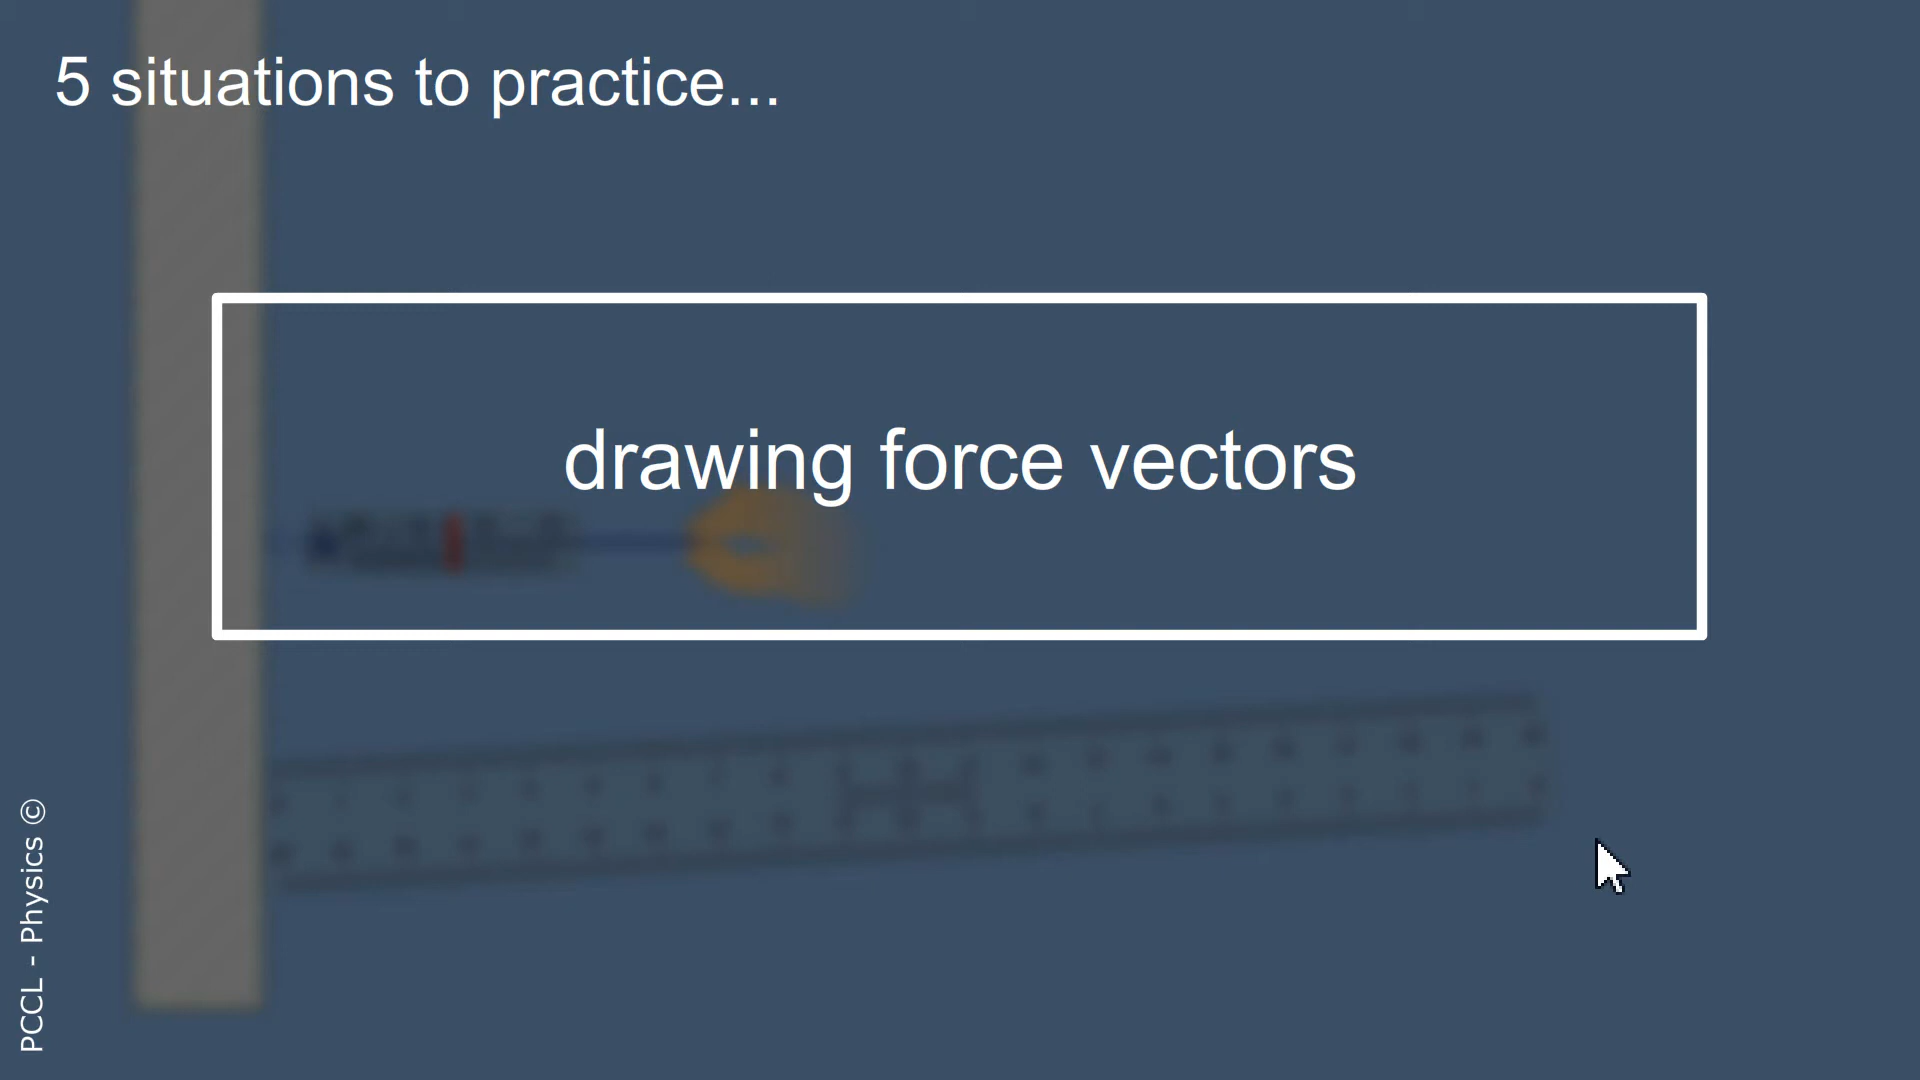 5 situations to practice...
drawing force vectors
PCCL - Physics ©